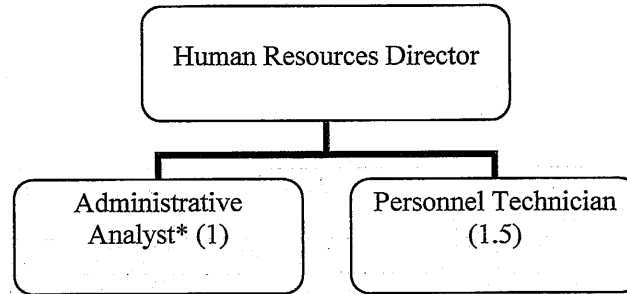 Human Resources Director
Administrative
Analyst* (1)
Personnel Technician
(1.5)